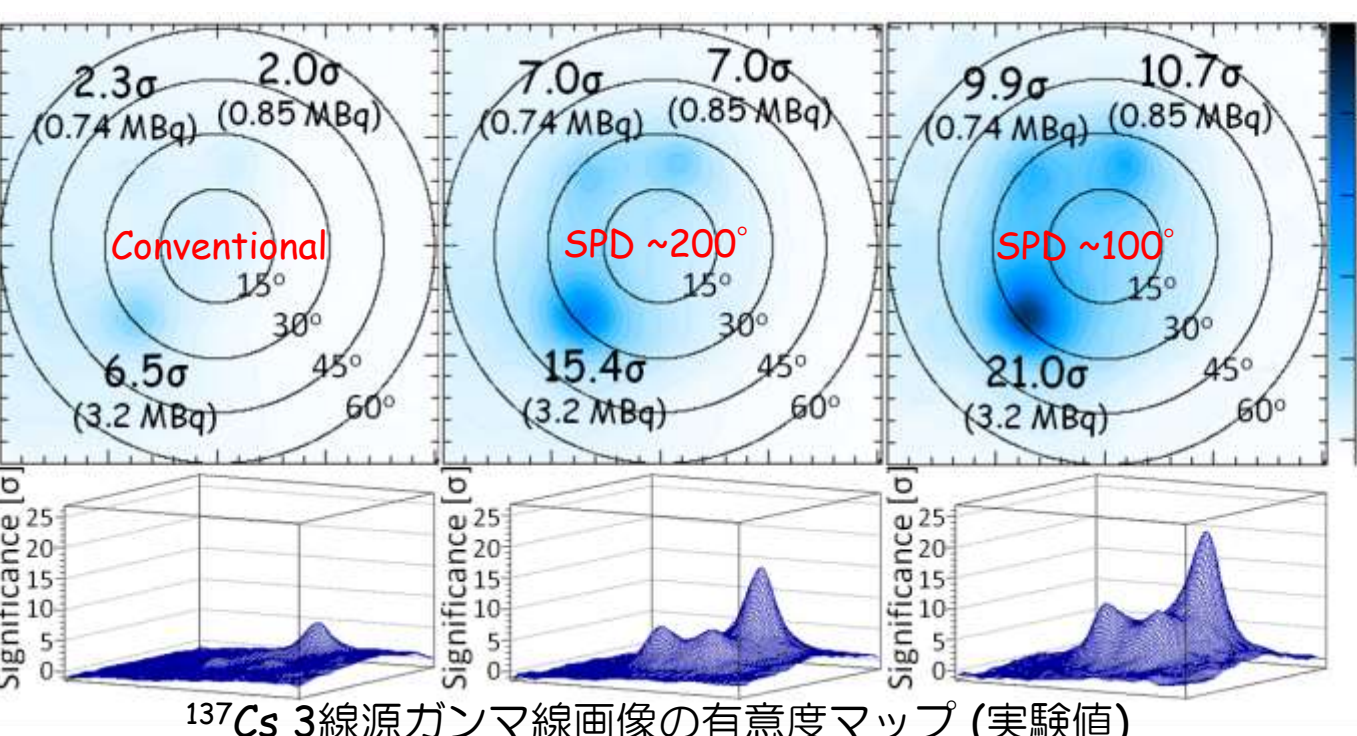 2.3σ
(0.74 MBq)
2.0σ
(0.85 MBq)
Conventional
15°
30°
45°
60°
6.5σ
(3.2 MBq)
7.0σ
(0.74 MBq)
7.0σ
(0.85 MBq)
SPD ~200°
15°
30°
45°
60°
15.4σ
(3.2 MBq)
9.9σ
(0.74 MBq)
10.7σ
(0.85 MBq)
SPD ~100°
15°
30°
45°
60°
21.0σ
(3.2 MBq)
Significance [σ]
25
20
15
10
5
0
Significance [σ]
25
20
15
10
5
0
Significance [σ]
25
20
15
10
5
0
¹³⁷Cs 3線源ガンマ線画像の有意度マップ (実験値)